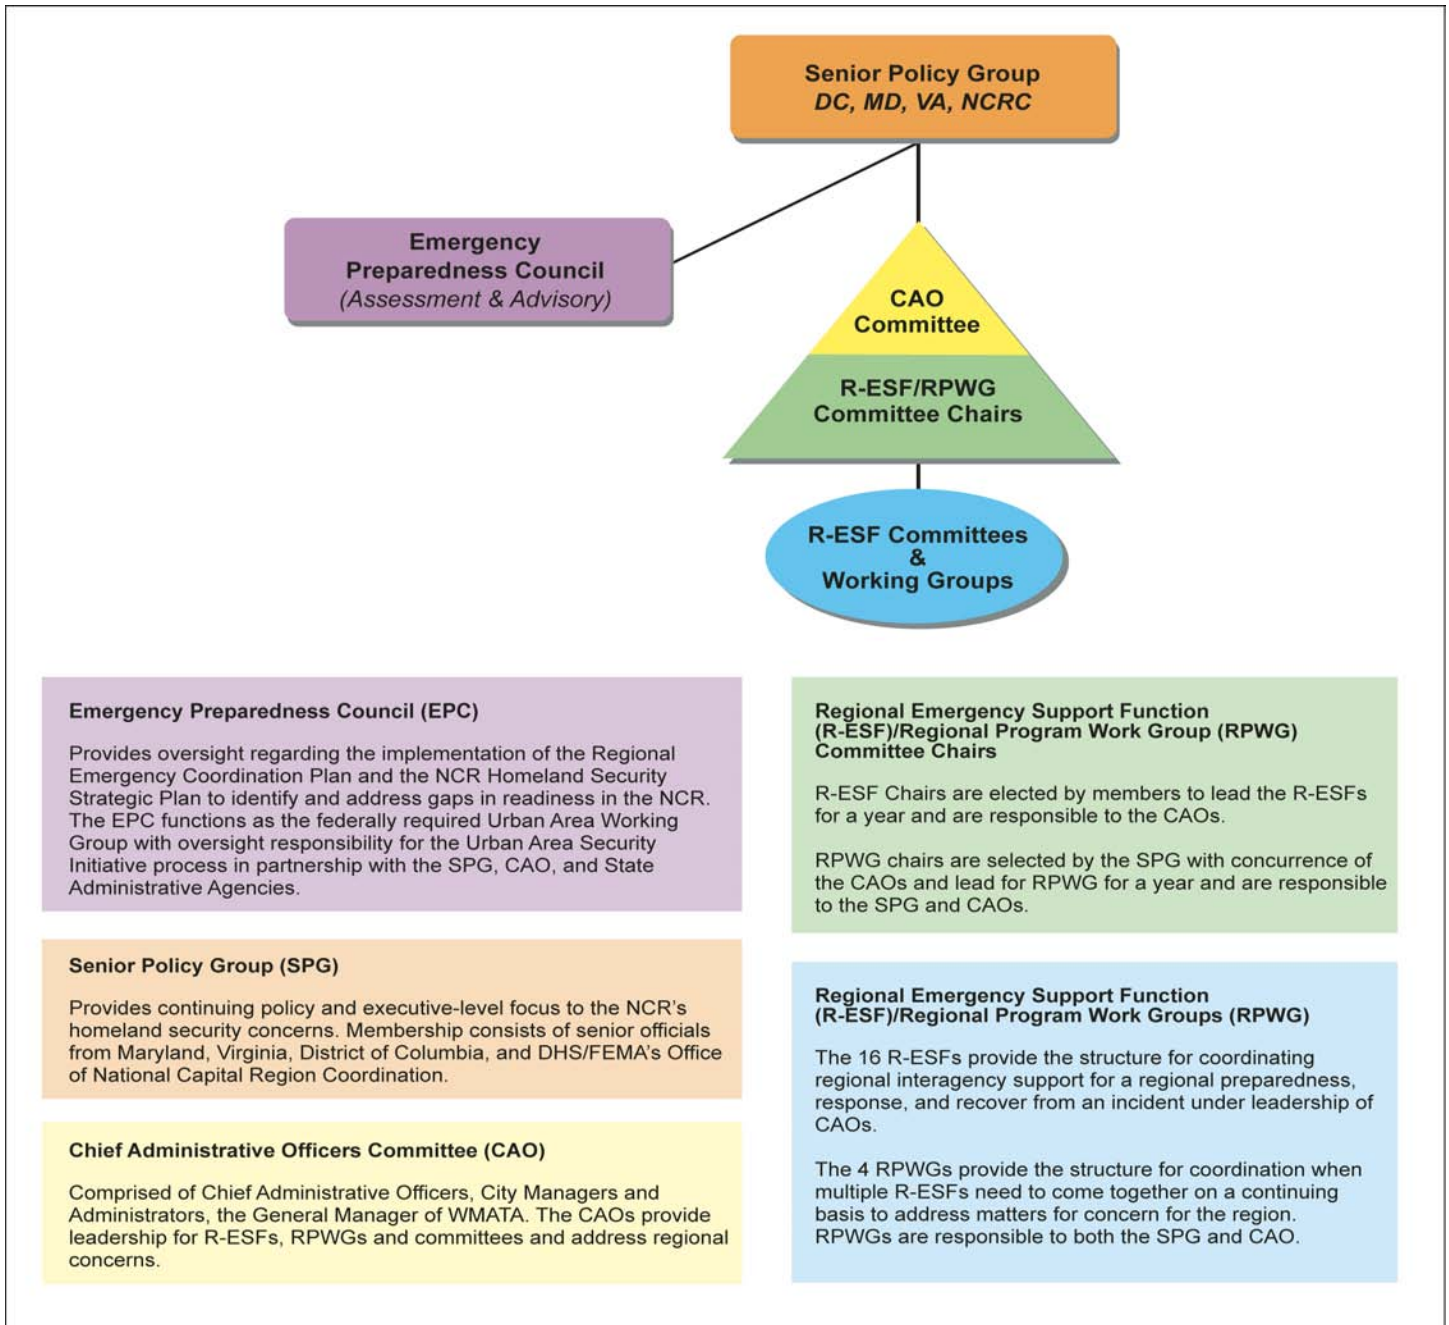 Senior Policy Group
DC, MD, VA, NCRC
Emergency
Preparedness Council
(Assessment & Advisory)
CAO
Committee
R-ESF/RPWG
Committee Chairs
R-ESF Committees
&
Working Groups
Emergency Preparedness Council (EPC)
Provides oversight regarding the implementation of the Regional
Emergency Coordination Plan and the NCR Homeland Security
Strategic Plan to identify and address gaps in readiness in the NCR.
The EPC functions as the federally required Urban Area Working
Group with oversight responsibility for the Urban Area Security
Initiative process in partnership with the SPG, CAO, and State
Administrative Agencies.
Senior Policy Group (SPG)
Provides continuing policy and executive-level focus to the NCR's
homeland security concerns. Membership consists of senior officials
from Maryland, Virginia, District of Columbia, and DHS/FEMA's Office
of National Capital Region Coordination.
Chief Administrative Officers Committee (CAO)
Comprised of Chief Administrative Officers, City Managers and
Administrators, the General Manager of WMATA. The CAOs provide
leadership for R-ESFs, RPWGs and committees and address regional
concerns.
Regional Emergency Support Function
(R-ESF)/Regional Program Work Group (RPWG)
Committee Chairs
R-ESF Chairs are elected by members to lead the R-ESFs
for a year and are responsible to the CAOs.
RPWG chairs are selected by the SPG with concurrence of
the CAOs and lead for RPWG for a year and are responsible
to the SPG and CAOs.
Regional Emergency Support Function
(R-ESF)/Regional Program Work Groups (RPWG)
The 16 R-ESFs provide the structure for coordinating
regional interagency support for a regional preparedness,
response, and recover from an incident under leadership of
CAOs.
The 4 RPWGs provide the structure for coordination when
multiple R-ESFs need to come together on a continuing
basis to address matters for concern for the region.
RPWGs are responsible to both the SPG and CAO.